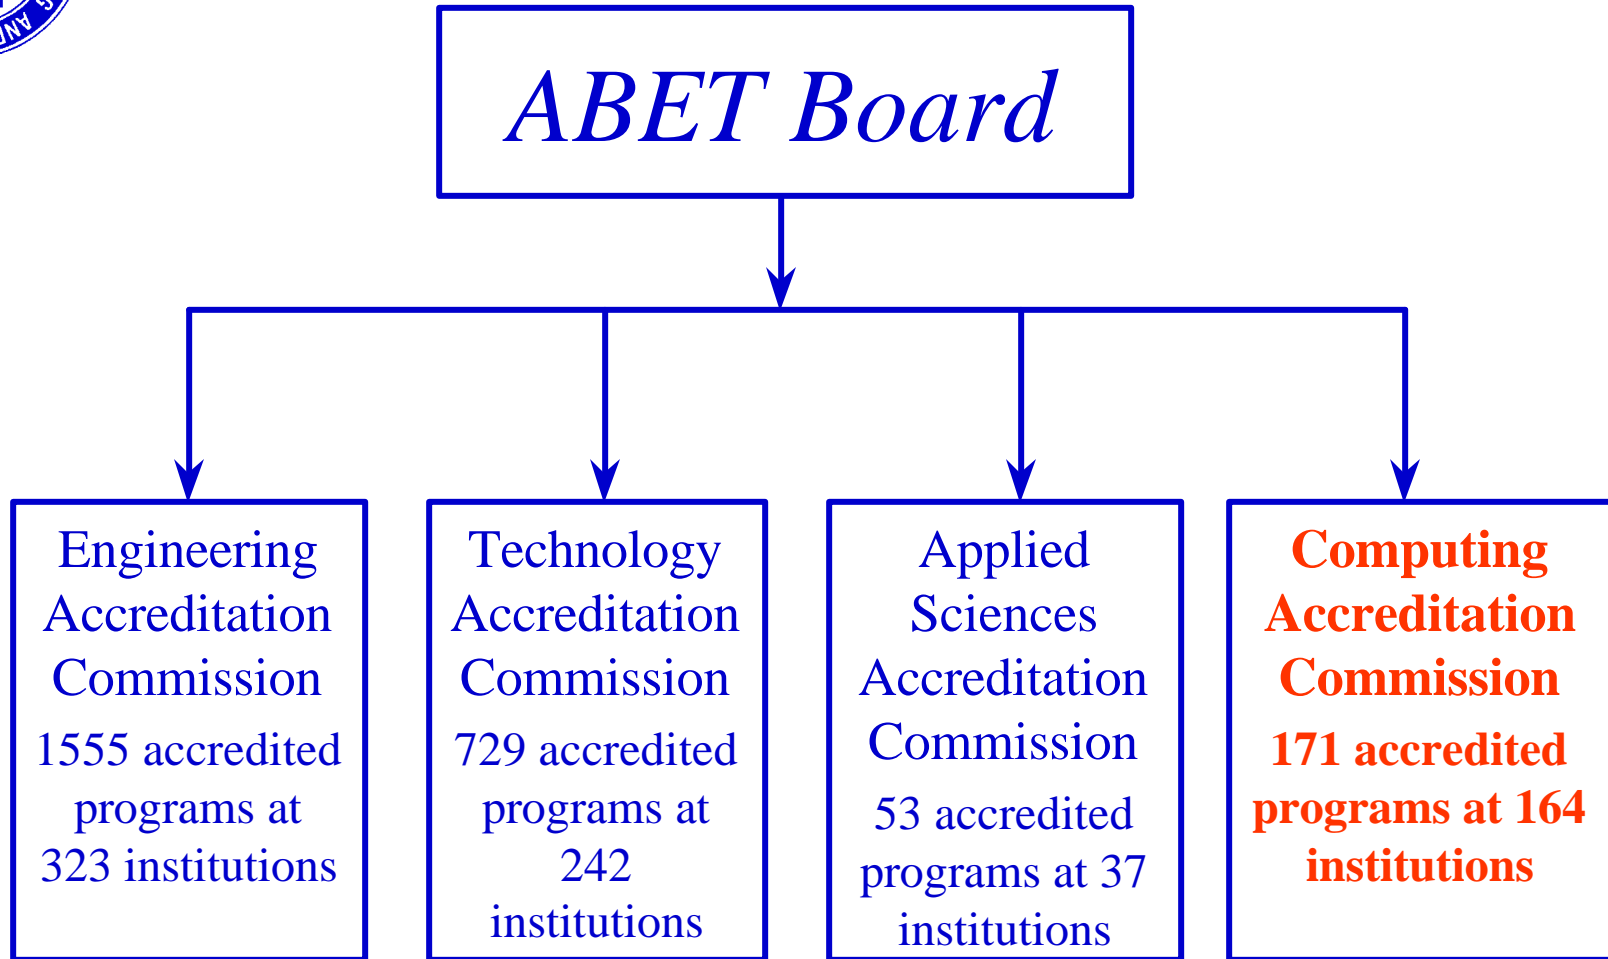 G AND
ABET Board
Engineering
Accreditation
Commission
1555 accredited
programs at
323 institutions
Technology
Accreditation
Commission
729 accredited
programs at
242
institutions
Applied
Sciences
Accreditation
Commission
53 accredited
programs at 37
institutions
Computing
Accreditation
Commission
171 accredited
programs at 164
institutions